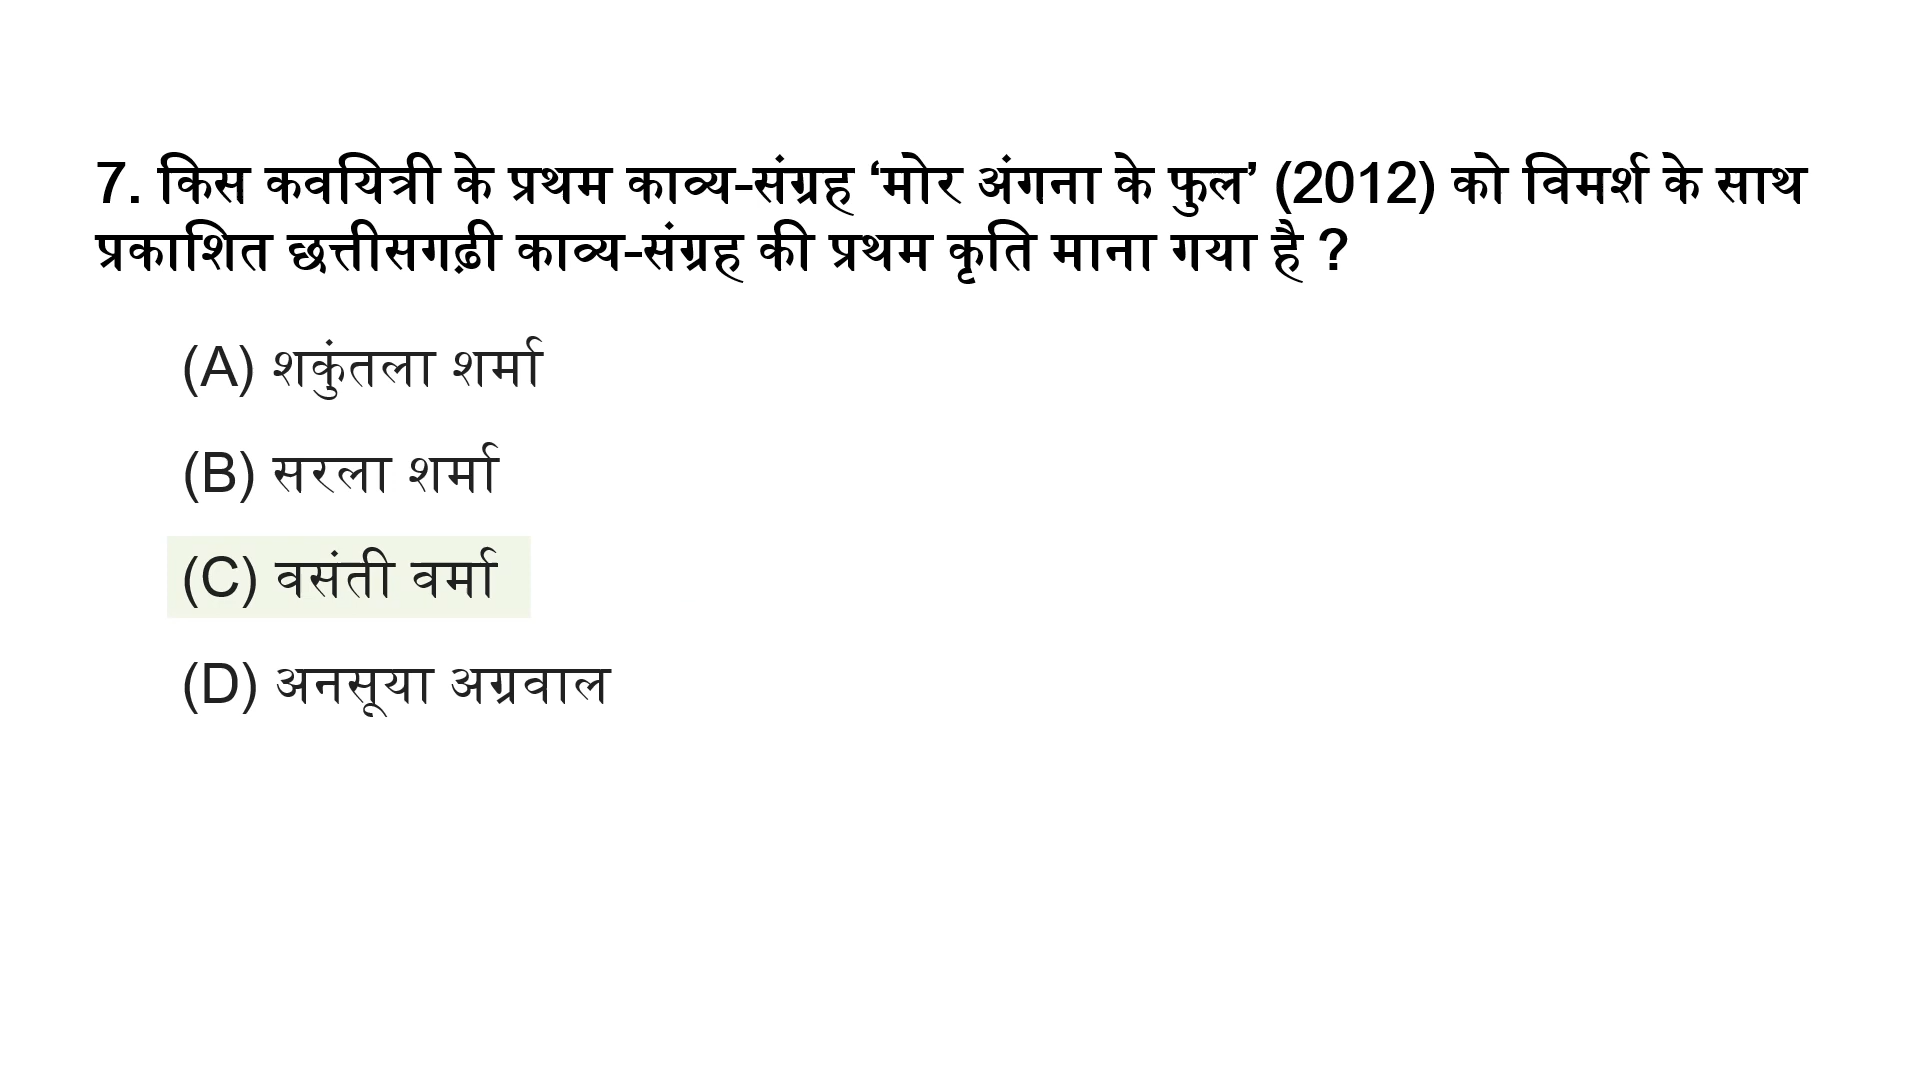 7. किस कवयित्री के प्रथम काव्य-संग्रह ‘मोर अंगना के फुल’ (2012) को विमर्श के साथ
प्रकाशित छत्तीसगढ़ी काव्य-संग्रह की प्रथम कृति माना गया है ?
(A) शकुंतला शर्मा
(B) सरला शर्मा
(C) वसंती वर्मा
(D) अनसूया अग्रवाल